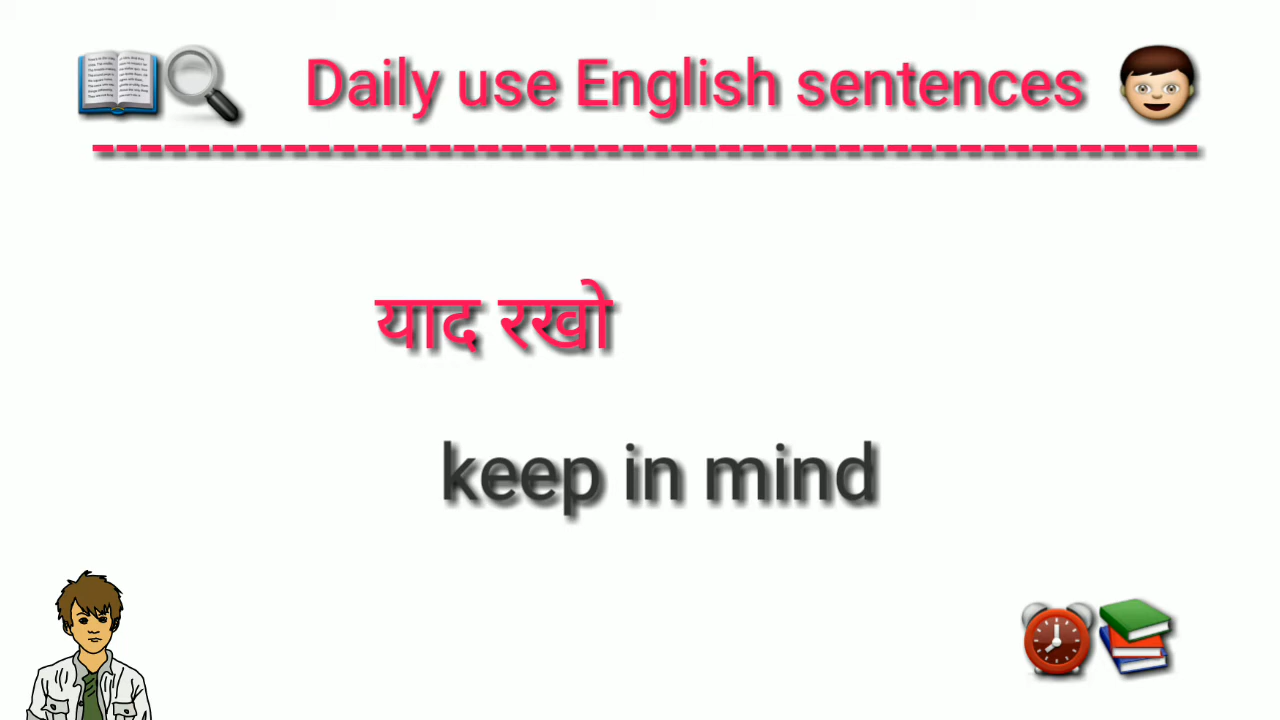 Daily use English sentences
याद रखो
keep in mind